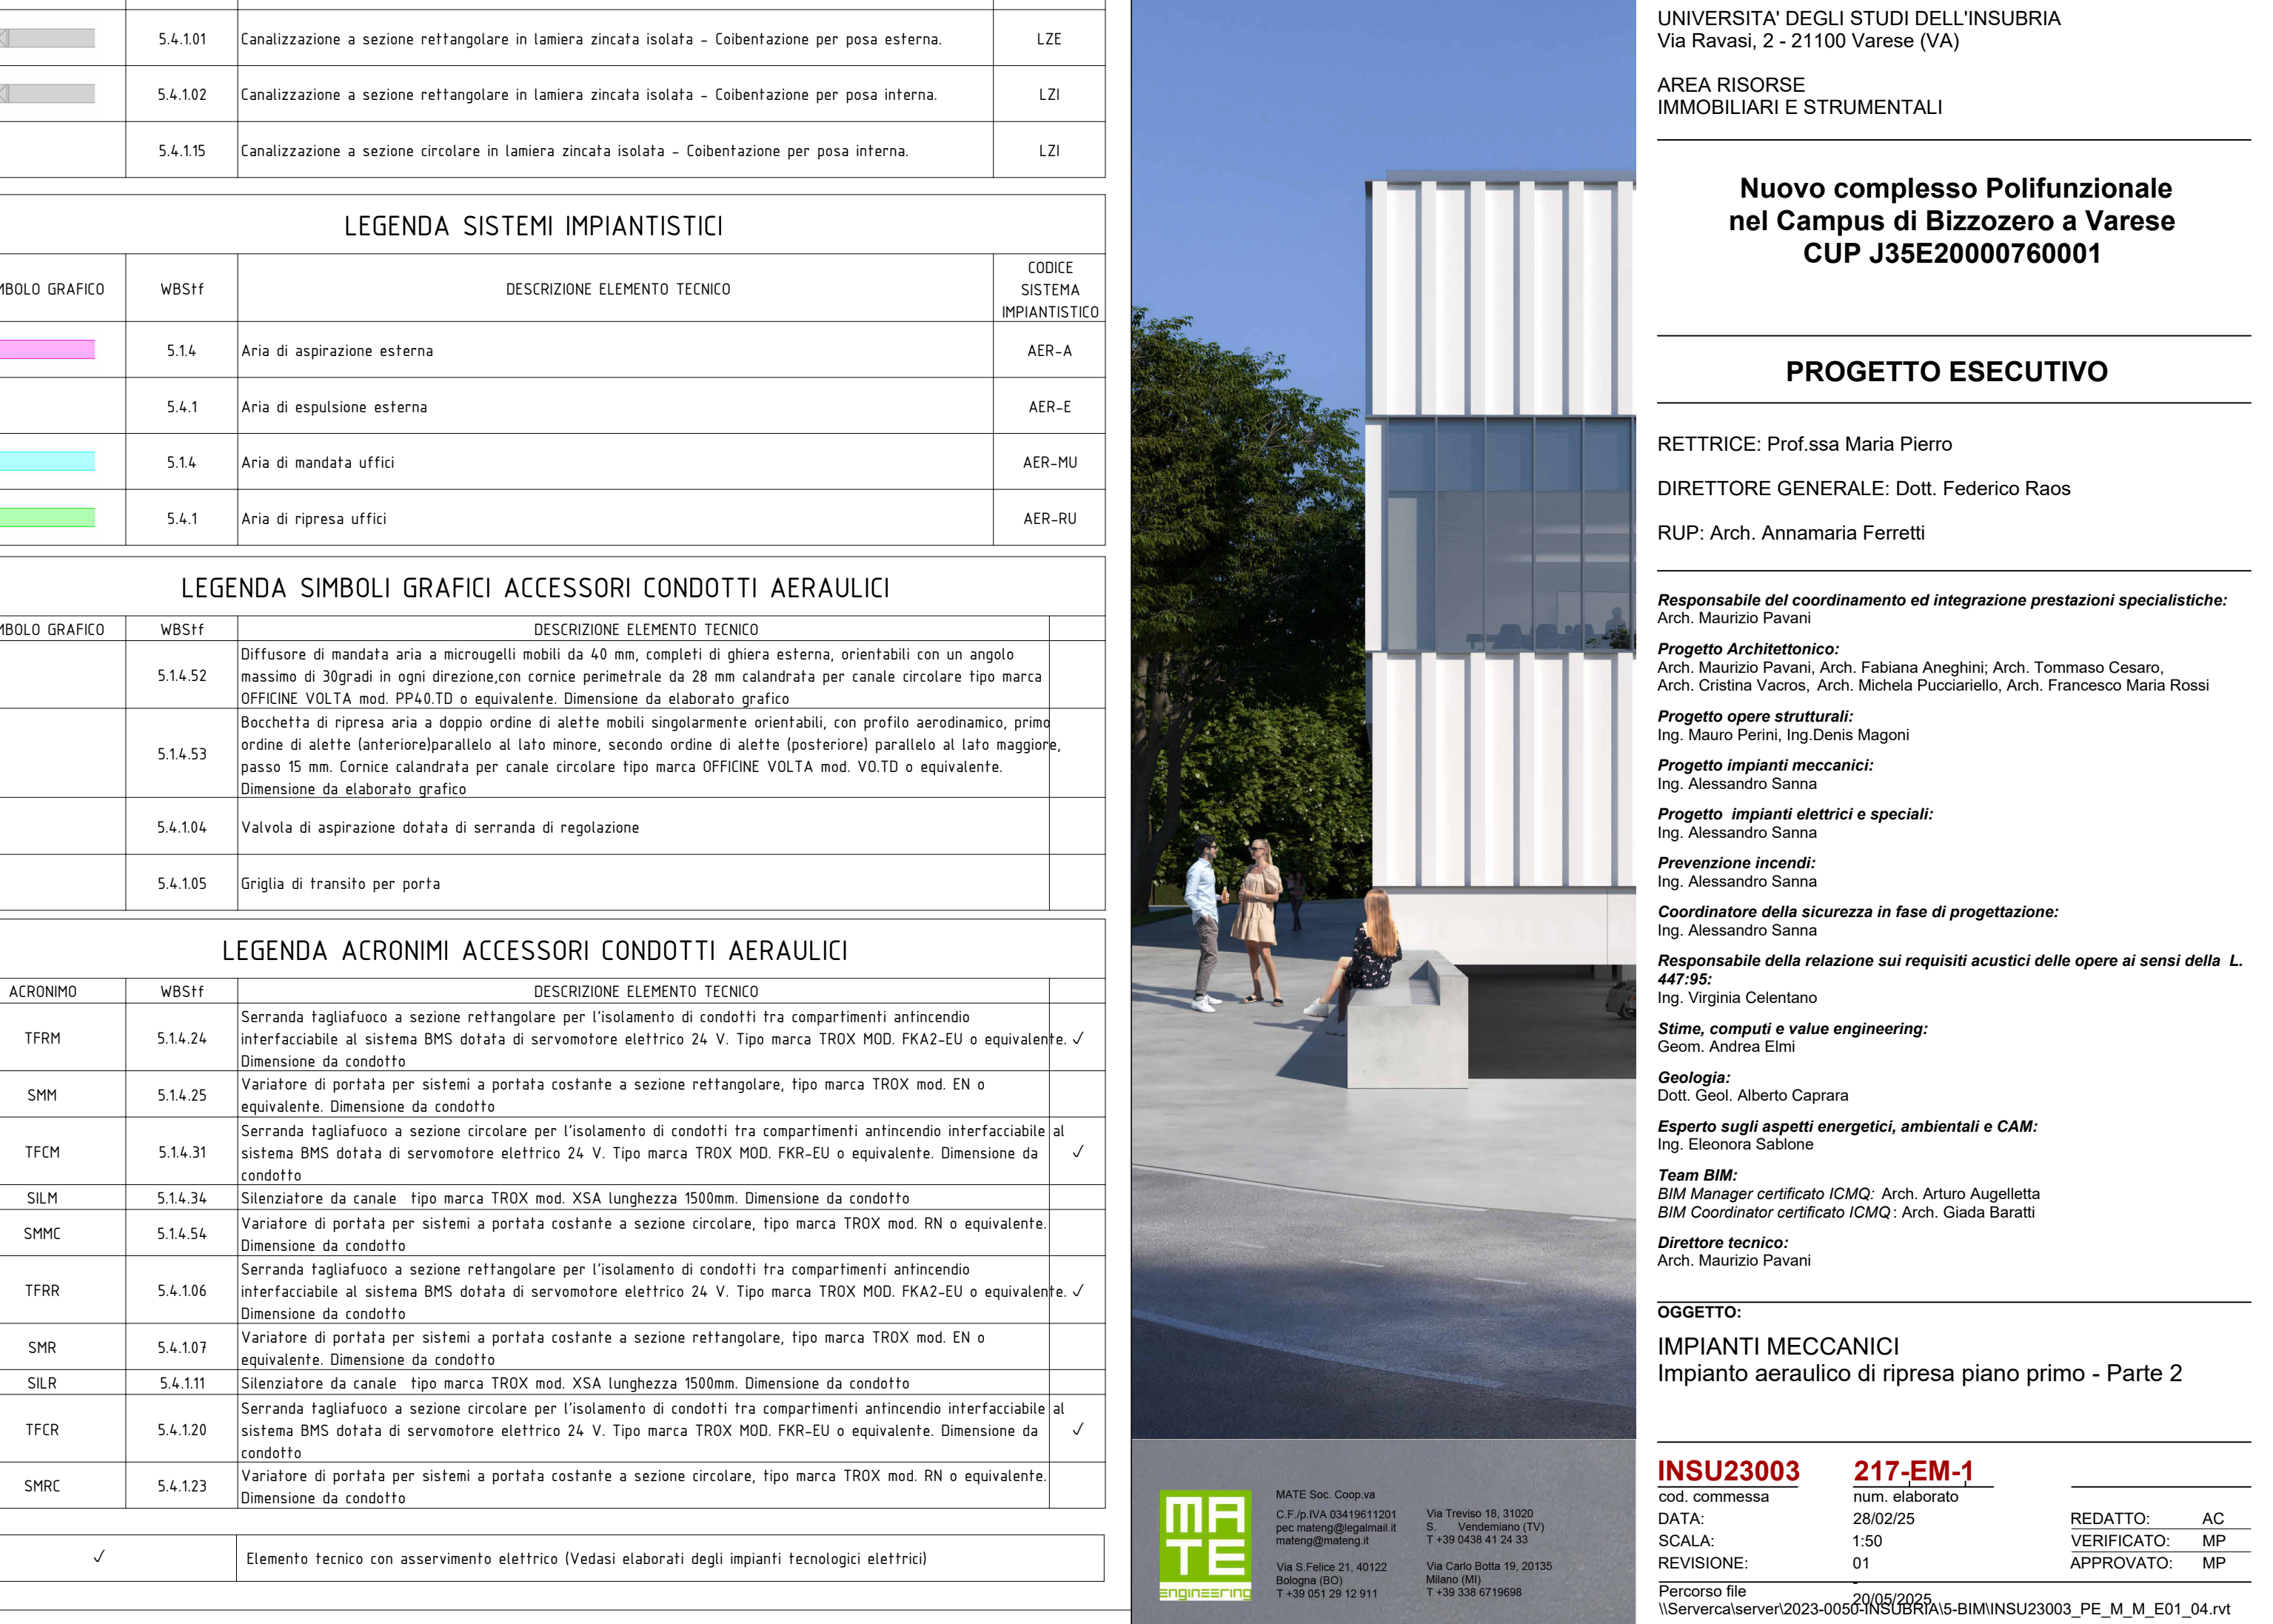 5.4.1.01 Canalizzazione a sezione rettangolare in lamiera zincata isolata - Coibentazione per posa esterna. LZE
5.4.1.02 Canalizzazione a sezione rettangolare in lamiera zincata isolata - Coibentazione per posa interna. LZI
5.4.1.15 Canalizzazione a sezione circolare in lamiera zincata isolata - Coibentazione per posa interna. LZI
LEGENDA SISTEMI IMPIANTISTICI
MBOLO GRAFICO WBStf DESCRIZIONE ELEMENTO TECNICO CODICE
SISTEMA
IMPIANTISTICO
5.1.4 Aria di aspirazione esterna AER-A
5.4.1 Aria di espulsione esterna AER-E
5.1.4 Aria di mandata uffici AER-MU
5.4.1 Aria di ripresa uffici AER-RU
LEGENDA SIMBOLI GRAFICI ACCESSORI CONDOTTI AERAULICI
MBOLO GRAFICO WBStf DESCRIZIONE ELEMENTO TECNICO
5.1.4.52 Diffusore di mandata aria a microugelli mobili da 40 mm, completi di ghiera esterna, orientabili con un angolo
massimo di 30gradi in ogni direzione,con cornice perimetrale da 28 mm calandrata per canale circolare tipo marca
OFFICINE VOLTA mod. PP40.TD o equivalente. Dimensione da elaborato grafico
5.1.4.53 Bocchetta di ripresa aria a doppio ordine di alette mobili singolarmente orientabili, con profilo aerodinamico, primo
ordine di alette (anteriore)parallelo al lato minore, secondo ordine di alette (posteriore) parallelo al lato maggiore,
passo 15 mm. Cornice calandrata per canale circolare tipo marca OFFICINE VOLTA mod. VO.TD o equivalente.
Dimensione da elaborato grafico
5.4.1.04 Valvola di aspirazione dotata di serranda di regolazione
5.4.1.05 Griglia di transito per porta
LEGENDA ACRONIMI ACCESSORI CONDOTTI AERAULICI
ACRONIMO WBStf DESCRIZIONE ELEMENTO TECNICO
TFRM 5.1.4.24 Serranda tagliafuoco a sezione rettangolare per l'isolamento di condotti tra compartimenti antincendio
interfacciabile al sistema BMS dotata di servomotore elettrico 24 V. Tipo marca TROX MOD. FKA2-EU o equivalente. ✓
Dimensione da condotto
SMM 5.1.4.25 Variatore di portata per sistemi a portata costante a sezione rettangolare, tipo marca TROX mod. EN o
equivalente. Dimensione da condotto
TFCM 5.1.4.31 Serranda tagliafuoco a sezione circolare per l'isolamento di condotti tra compartimenti antincendio interfacciabile al
sistema BMS dotata di servomotore elettrico 24 V. Tipo marca TROX MOD. FKR-EU o equivalente. Dimensione da ✓
condotto
SILM 5.1.4.34 Silenziatore da canale tipo marca TROX mod. XSA lunghezza 1500mm. Dimensione da condotto
SMMC 5.1.4.54 Variatore di portata per sistemi a portata costante a sezione circolare, tipo marca TROX mod. RN o equivalente.
Dimensione da condotto
TFRR 5.4.1.06 Serranda tagliafuoco a sezione rettangolare per l'isolamento di condotti tra compartimenti antincendio
interfacciabile al sistema BMS dotata di servomotore elettrico 24 V. Tipo marca TROX MOD. FKA2-EU o equivalente. ✓
Dimensione da condotto
SMR 5.4.1.07 Variatore di portata per sistemi a portata costante a sezione rettangolare, tipo marca TROX mod. EN o
equivalente. Dimensione da condotto
SILR 5.4.1.11 Silenziatore da canale tipo marca TROX mod. XSA lunghezza 1500mm. Dimensione da condotto
TFCR 5.4.1.20 Serranda tagliafuoco a sezione circolare per l'isolamento di condotti tra compartimenti antincendio interfacciabile al
sistema BMS dotata di servomotore elettrico 24 V. Tipo marca TROX MOD. FKR-EU o equivalente. Dimensione da ✓
condotto
SMRC 5.4.1.23 Variatore di portata per sistemi a portata costante a sezione circolare, tipo marca TROX mod. RN o equivalente.
Dimensione da condotto
✓ Elemento tecnico con asservimento elettrico (Vedasi elaborati degli impianti tecnologici elettrici)
MA
TE
engineering
MATE Soc. Coop.va
C.F./p.IVA 03419611201
pec mateng@legalmail.it
mateng@mateng.it
Via S.Felice 21, 40122
Bologna (BO)
T +39 051 29 12 911
Via Treviso 18, 31020
S. Vendemiano (TV)
T +39 0438 41 24 33
Via Carlo Botta 19, 20135
Milano (MI)
T +39 338 6719698
UNIVERSITA' DEGLI STUDI DELL'INSUBRIA
Via Ravasi, 2 - 21100 Varese (VA)
AREA RISORSE
IMMOBILIARI E STRUMENTALI
Nuovo complesso Polifunzionale
nel Campus di Bizzozero a Varese
CUP J35E20000760001
PROGETTO ESECUTIVO
RETTRICE: Prof.ssa Maria Pierro
DIRETTORE GENERALE: Dott. Federico Raos
RUP: Arch. Annamaria Ferretti
Responsabile del coordinamento ed integrazione prestazioni specialistiche:
Arch. Maurizio Pavani
Progetto Architettonico:
Arch. Maurizio Pavani, Arch. Fabiana Aneghini; Arch. Tommaso Cesaro,
Arch. Cristina Vacros, Arch. Michela Pucciariello, Arch. Francesco Maria Rossi
Progetto opere strutturali:
Ing. Mauro Perini, Ing.Denis Magoni
Progetto impianti meccanici:
Ing. Alessandro Sanna
Progetto impianti elettrici e speciali:
Ing. Alessandro Sanna
Prevenzione incendi:
Ing. Alessandro Sanna
Coordinatore della sicurezza in fase di progettazione:
Ing. Alessandro Sanna
Responsabile della relazione sui requisiti acustici delle opere ai sensi della L.
447:95:
Ing. Virginia Celentano
Stime, computi e value engineering:
Geom. Andrea Elmi
Geologia:
Dott. Geol. Alberto Caprara
Esperto sugli aspetti energetici, ambientali e CAM:
Ing. Eleonora Sablone
Team BIM:
BIM Manager certificato ICMQ: Arch. Arturo Augelletta
BIM Coordinator certificato ICMQ : Arch. Giada Baratti
Direttore tecnico:
Arch. Maurizio Pavani
OGGETTO:
IMPIANTI MECCANICI
Impianto aeraulico di ripresa piano primo - Parte 2
INSU23003 217-EM-1
cod. commessa num. elaborato
DATA: 28/02/25 REDATTO: AC
SCALA: 1:50 VERIFICATO: MP
REVISIONE: 01 APPROVATO: MP
-
Percorso file 20/05/2025
\\Serverca\server\2023-0050-INSUBRIA\5-BIM\INSU23003_PE_M_M_E01_04.rvt